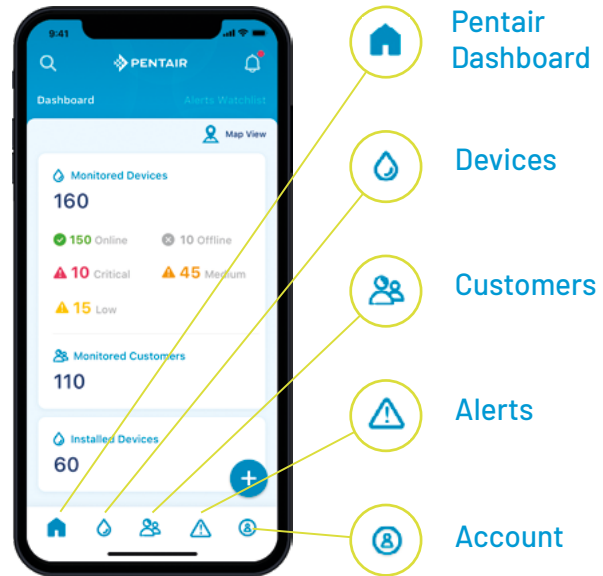 9:41
PENTAIR
Dashboard
Alerts Watchlist
Map View
Monitored Devices
160
150 Online
10 Offline
10 Critical
45 Medium
15 Low
Monitored Customers
110
Installed Devices
60
+
Pentair
Dashboard
Devices
Customers
Alerts
Account